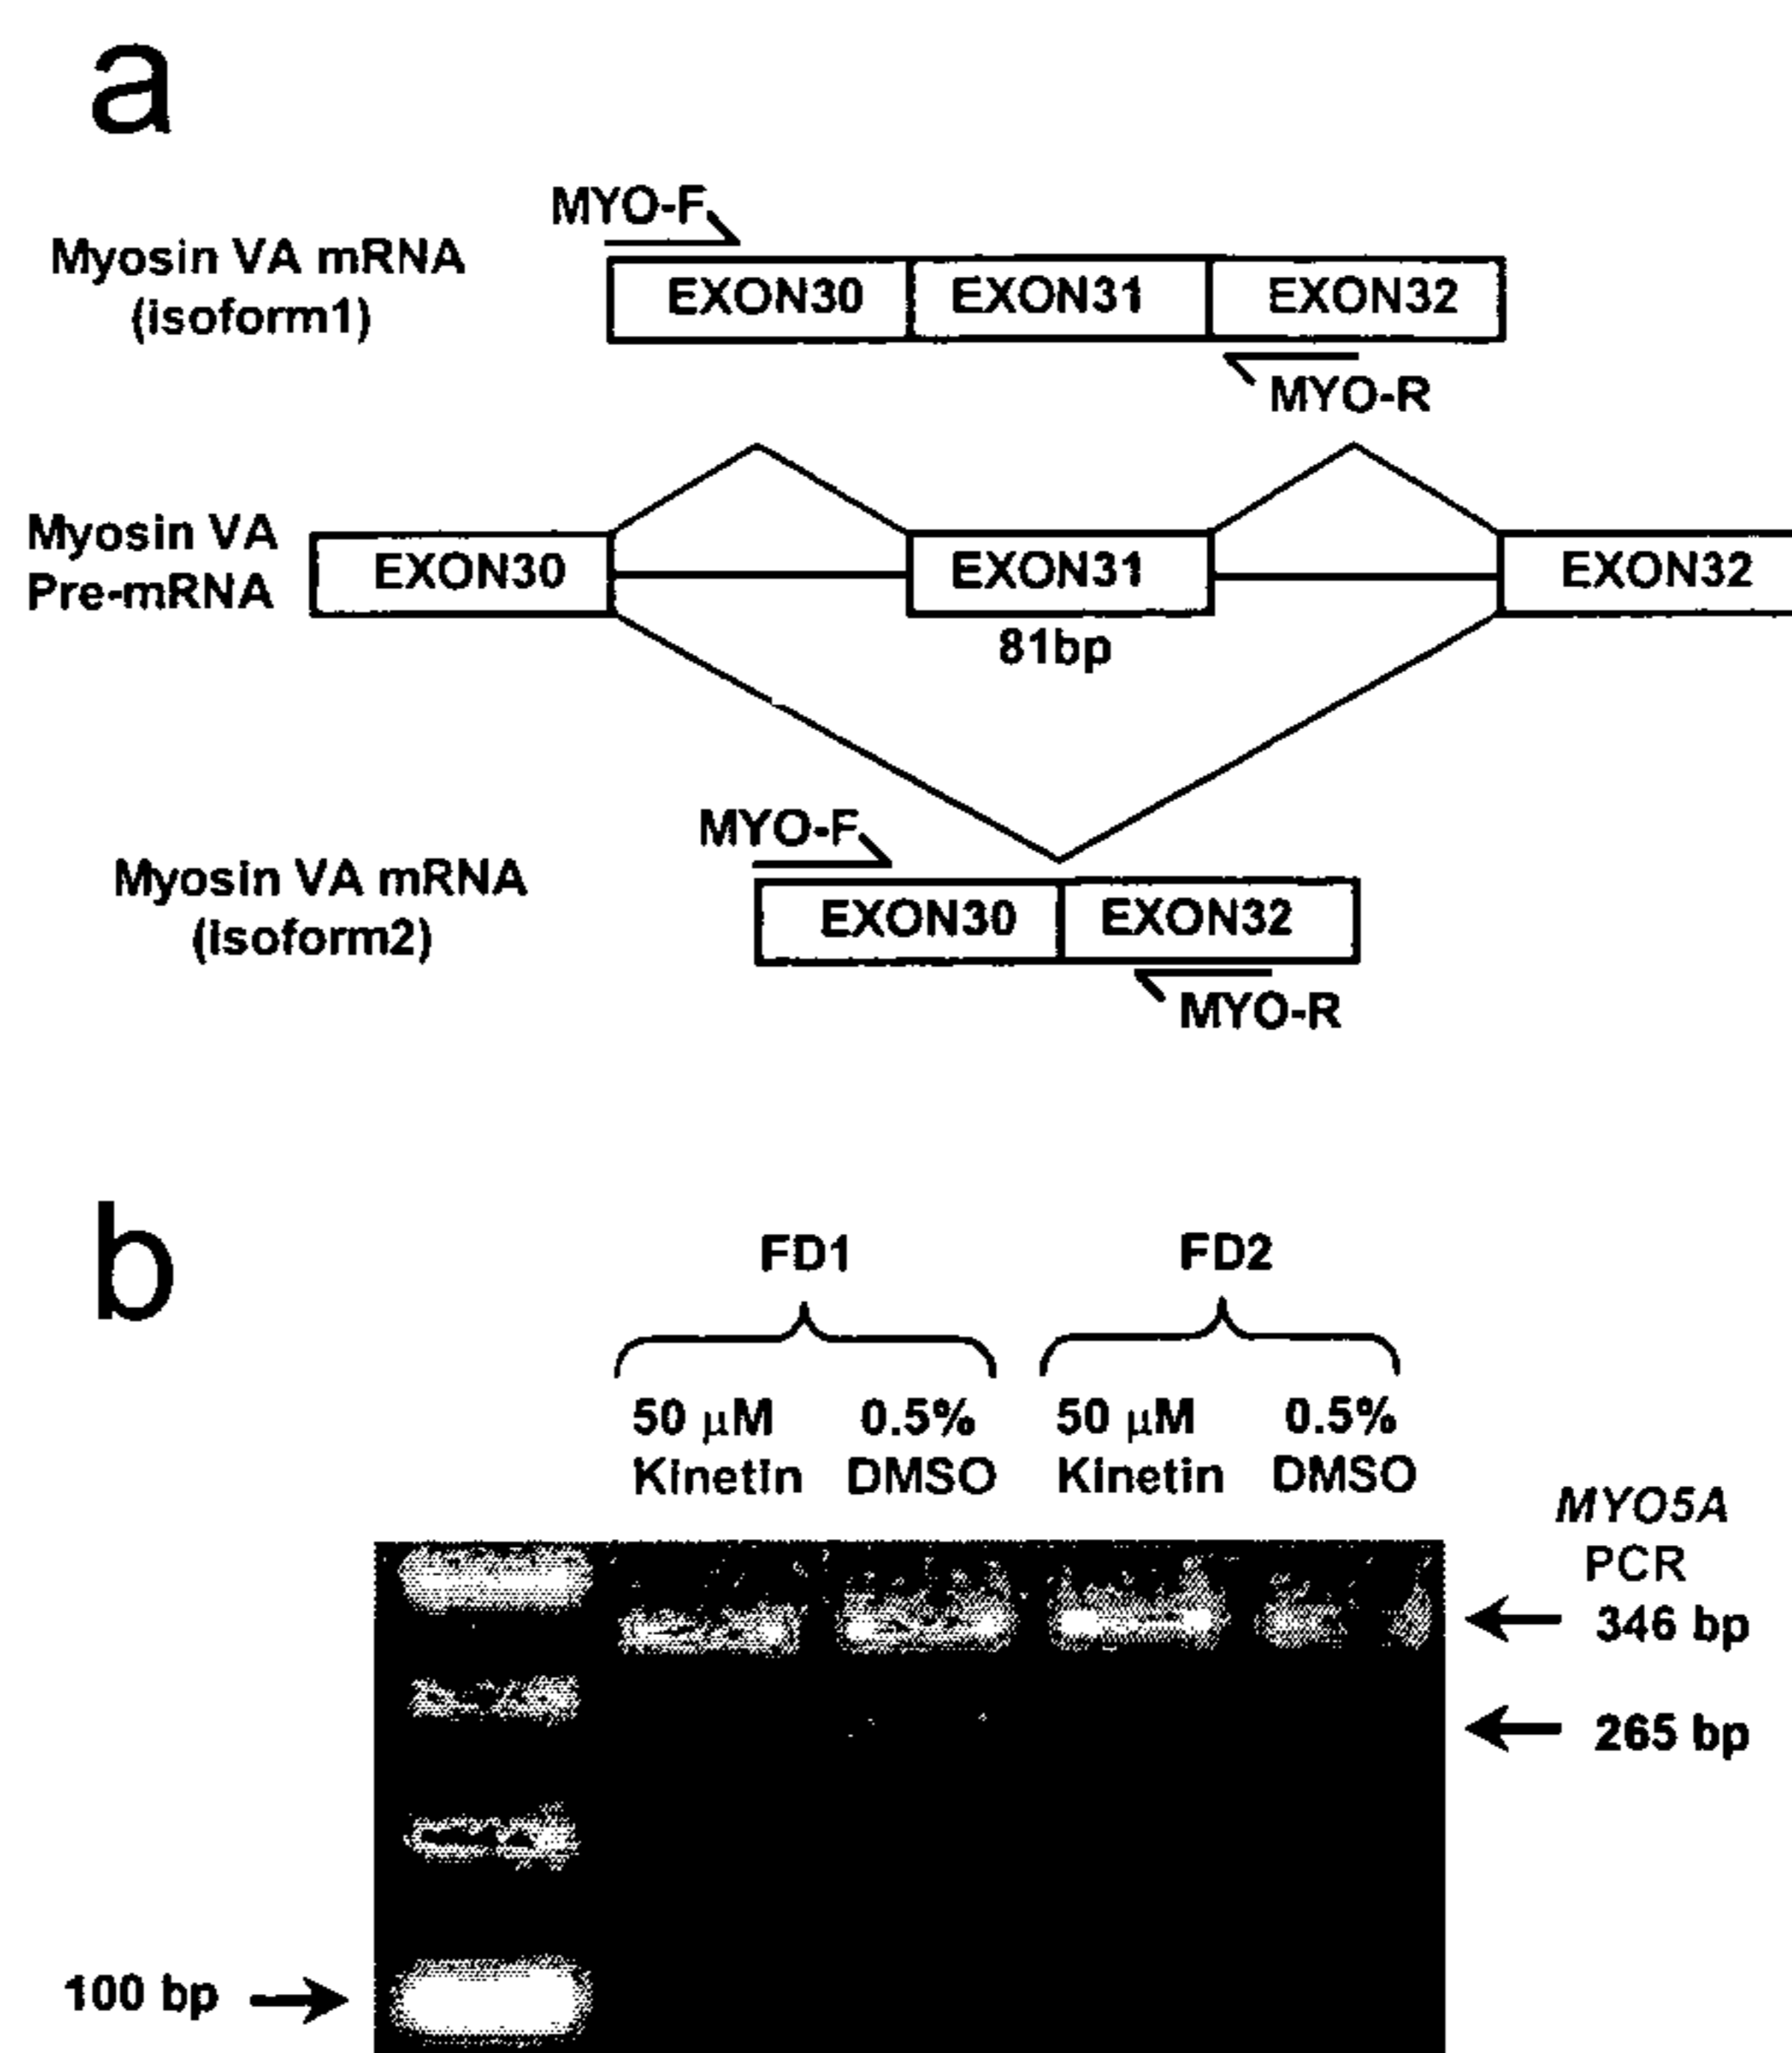 a
MYO-F
Myosin VA mRNA
(isoform1)
EXON30 EXON31 EXON32
MYO-R
Myosin VA
Pre-mRNA
EXON30 EXON31 EXON32
81bp
MYO-F
Myosin VA mRNA
(isoform2)
EXON30 EXON32
MYO-R
b
FD1 FD2
50 μM 0.5% 50 μM 0.5%
Kinetin DMSO Kinetin DMSO
MYO5A
PCR
346 bp
265 bp
100 bp